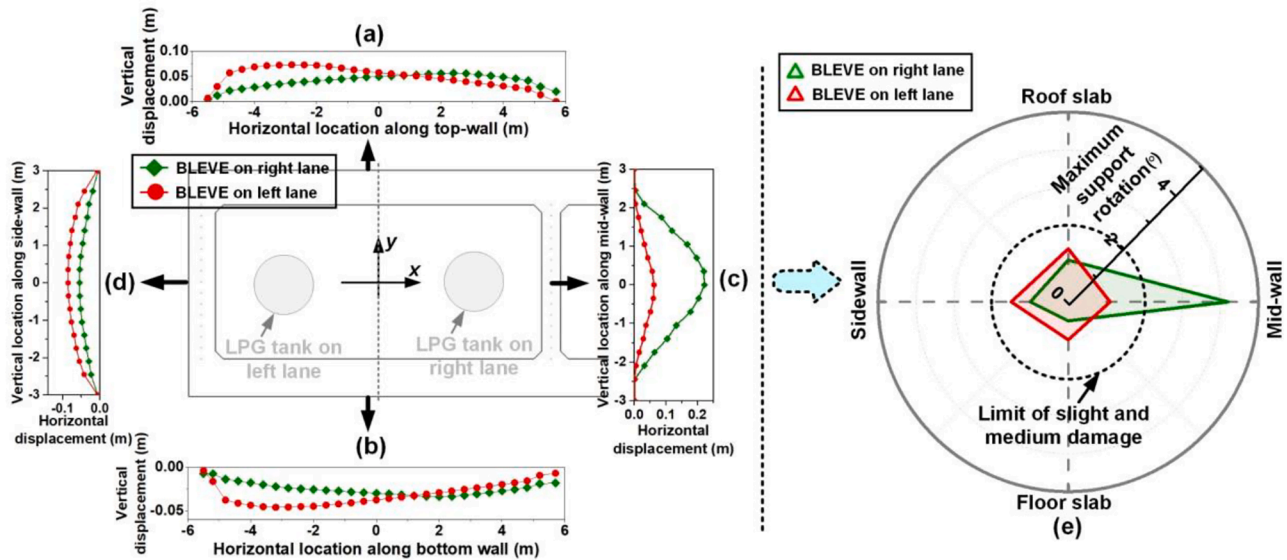 (a)
Vertical
displacement (m)
0.10
0.05
0.00
-6
-4
-2
0
2
4
6
Horizontal location along top-wall (m)
BLEVE on right lane
BLEVE on left lane
Vertical location along side-wall (m)
3
2
1
0
-1
-2
-3
-0.1
0.0
Horizontal
displacement (m)
(d)
y
x
LPG tank on
left lane
LPG tank on
right lane
Vertical location along mid-wall (m)
3
2
1
0
-1
-2
-3
0.0
0.1
0.2
Horizontal
displacement (m)
(c)
(b)
Vertical
displacement (m)
0.00
-0.05
-6
-4
-2
0
2
4
6
Horizontal location along bottom wall (m)
BLEVE on right lane
BLEVE on left lane
Roof slab
Maximum
support
rotation(°)
0
2
4
Sidewall
Mid-wall
Limit of slight and
medium damage
Floor slab
(e)